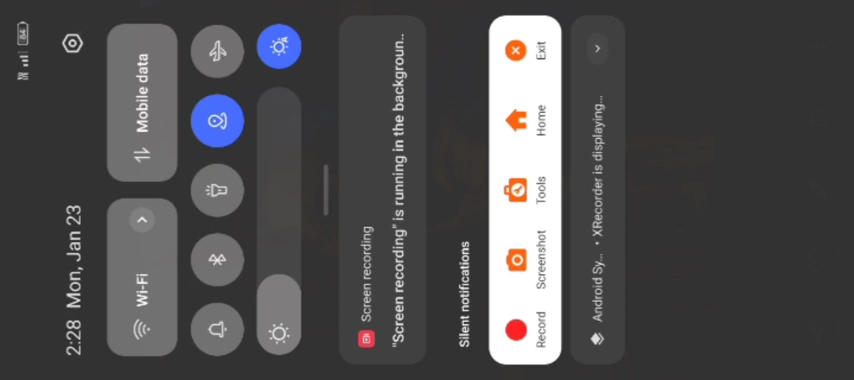 84
2:28 Mon, Jan 23
Wi-Fi
Mobile data
Screen recording
"Screen recording" is running in the backgroun..
Silent notifications
Record
Screenshot
Tools
Home
Exit
Android Sy... • XRecorder is displaying...